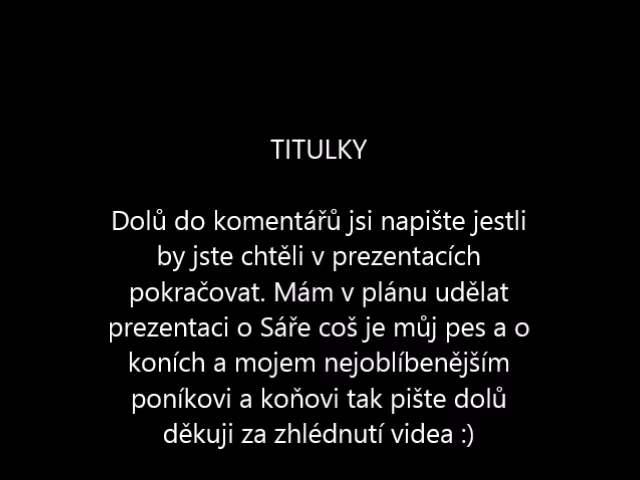 TITULKY
Dolů do komentářů jsi napište jestli
by jste chtěli v prezentacích
pokračovat. Mám v plánu udělat
prezentaci o Sáře coš je můj pes a o
koních a mojem nejoblíbenějším
poníkovi a koňovi tak pište dolů
děkuji za zhlédnutí videa :)